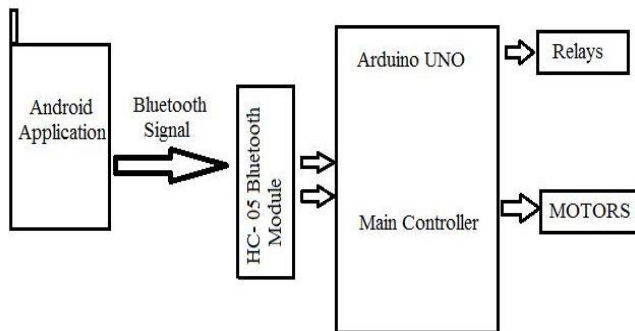 Android
Application
Bluetooth
Signal
HC- 05 Bluetooth
Module
Arduino UNO
Main Controller
Relays
MOTORS